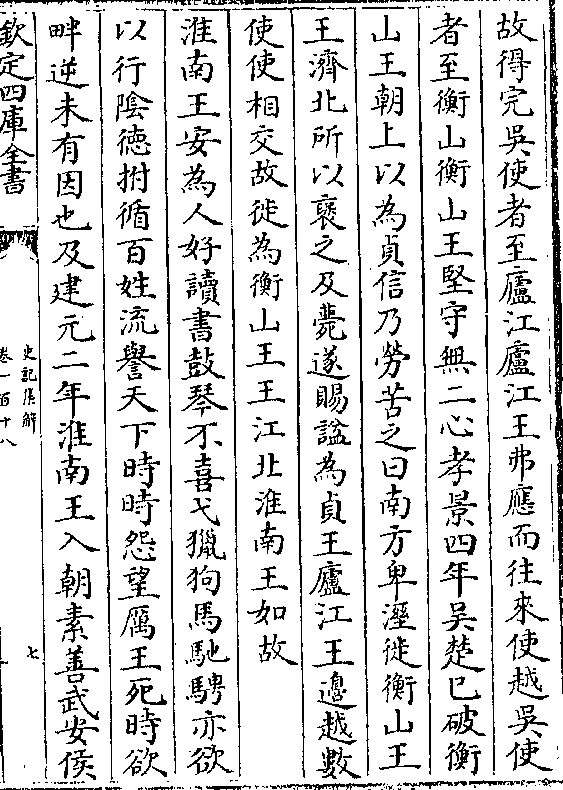 故得完吳使者至廬江廬江王弗應而往來使越吳使
者至衡山衡山王堅守無二心孝景四年吳楚已破衡
山王朝上以為貞信乃勞苦之曰南方卑溼徙衡山王
王濟北所以襃之及薨遂賜諡為貞王廬江王邉越數
使使相交故徙為衡山王王江北淮南王如故
淮南王安為人好讀書鼓琴不喜弋獵狗馬馳騁亦欲
以行隂徳拊循百姓流譽天下時時怨望厲王死時欲
畔逆未有因也及建元二年淮南王入朝素善武安侯
欽定四庫全書
史記集解
卷一百十八
七